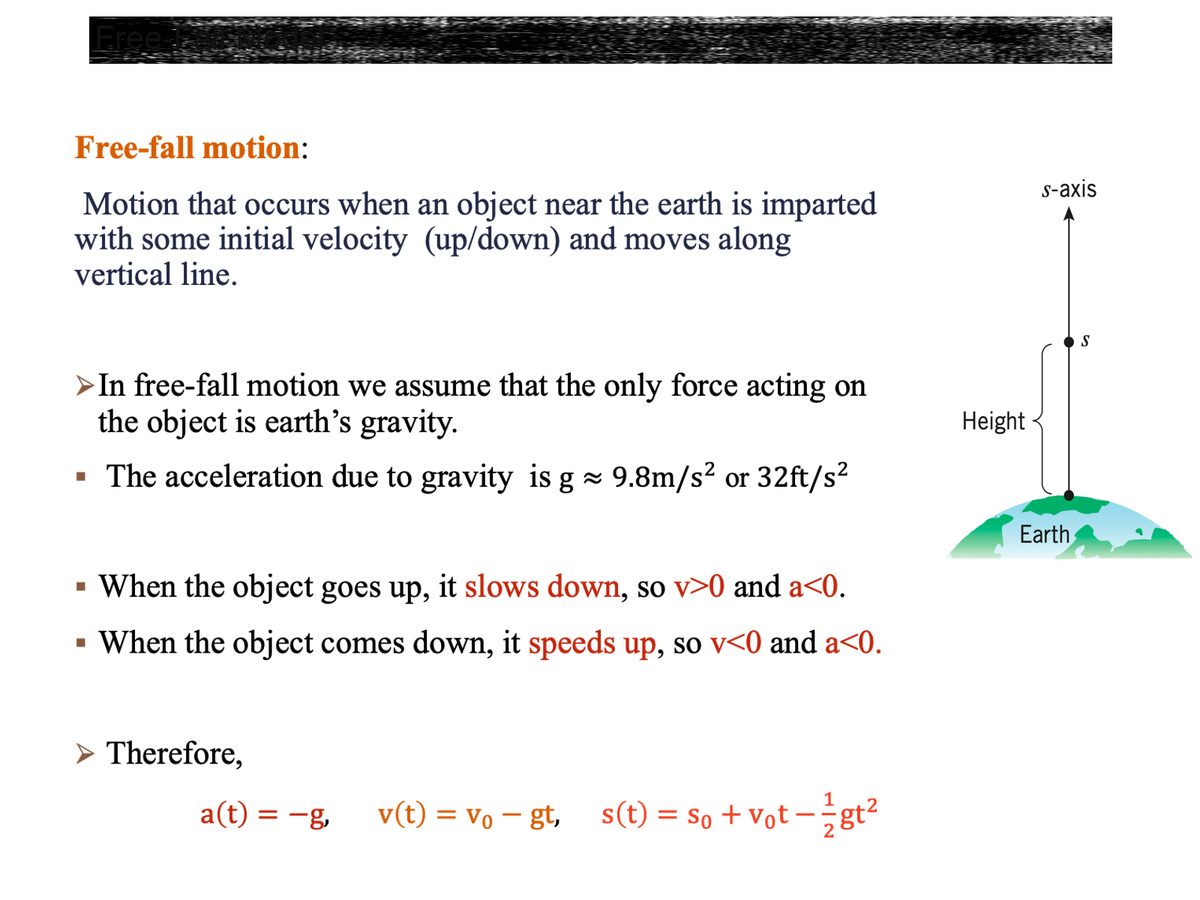 Free-fall motion:
Motion that occurs when an object near the earth is imparted
with some initial velocity (up/down) and moves along
vertical line.
s-axis
s
Height
Earth
➢In free-fall motion we assume that the only force acting on
the object is earth’s gravity.
▪ The acceleration due to gravity is g ≈ 9.8m/s² or 32ft/s²
▪ When the object goes up, it slows down, so v>0 and a<0.
▪ When the object comes down, it speeds up, so v<0 and a<0.
➢ Therefore,
a(t) = −g, v(t) = v₀ − gt, s(t) = s₀ + v₀t − ½gt²